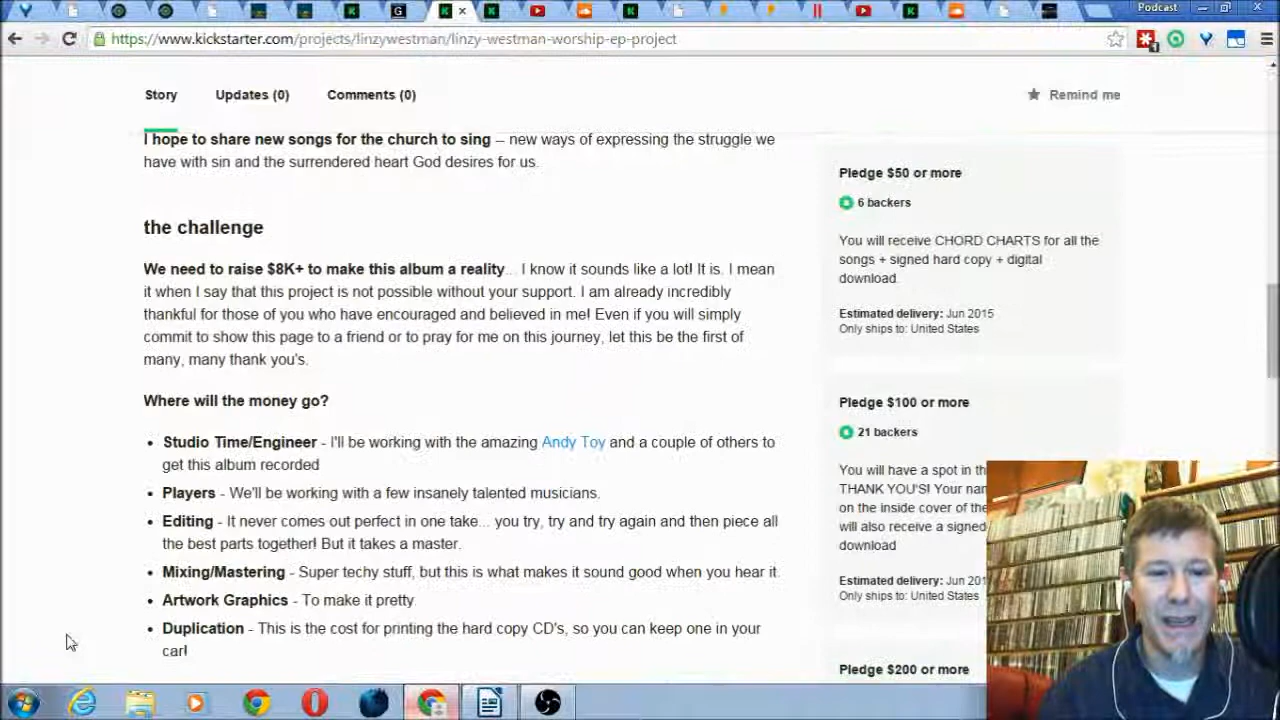 Podcast
https://www.kickstarter.com/projects/linzywestman/linzy-westman-worship-ep-project
Story
Updates (0)
Comments (0)
Remind me
I hope to share new songs for the church to sing – new ways of expressing the struggle we
have with sin and the surrendered heart God desires for us.
the challenge
We need to raise $8K+ to make this album a reality... I know it sounds like a lot! It is. I mean
it when I say that this project is not possible without your support. I am already incredibly
thankful for those of you who have encouraged and believed in me! Even if you will simply
commit to show this page to a friend or to pray for me on this journey, let this be the first of
many, many thank you's.
Where will the money go?
• Studio Time/Engineer - I'll be working with the amazing Andy Toy and a couple of others to
get this album recorded
• Players - We'll be working with a few insanely talented musicians.
• Editing - It never comes out perfect in one take... you try, try and try again and then piece all
the best parts together! But it takes a master.
• Mixing/Mastering - Super techy stuff, but this is what makes it sound good when you hear it.
• Artwork Graphics - To make it pretty.
• Duplication - This is the cost for printing the hard copy CD's, so you can keep one in your
car!
Pledge $50 or more
6 backers
You will receive CHORD CHARTS for all the
songs + signed hard copy + digital
download.
Estimated delivery: Jun 2015
Only ships to: United States
Pledge $100 or more
21 backers
You will have a spot in th
THANK YOU'S! Your nar
on the inside cover of the
will also receive a signed
download
Estimated delivery: Jun 201
Only ships to: United States
Pledge $200 or more